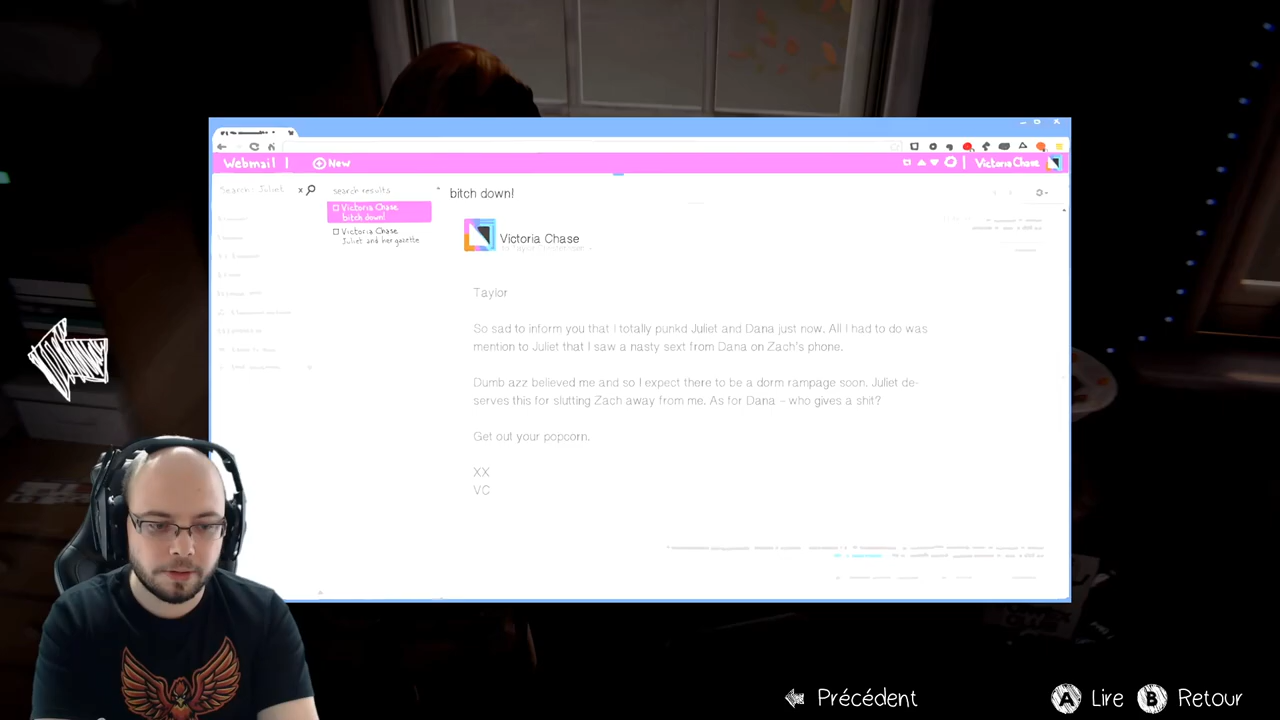 Webmail |
New
Victoria Chase
Search: Juliet x
search results
Victoria Chase
bitch down!
Victoria Chase
Juliet and her gazette
bitch down!
Victoria Chase
Taylor
So sad to inform you that I totally punkd Juliet and Dana just now. All I had to do was
mention to Juliet that I saw a nasty sext from Dana on Zach's phone.
Dumb azz believed me and so I expect there to be a dorm rampage soon. Juliet de-
serves this for slutting Zach away from me. As for Dana – who gives a shit?
Get out your popcorn.
XX
VC
Précédent
A Lire
B Retour